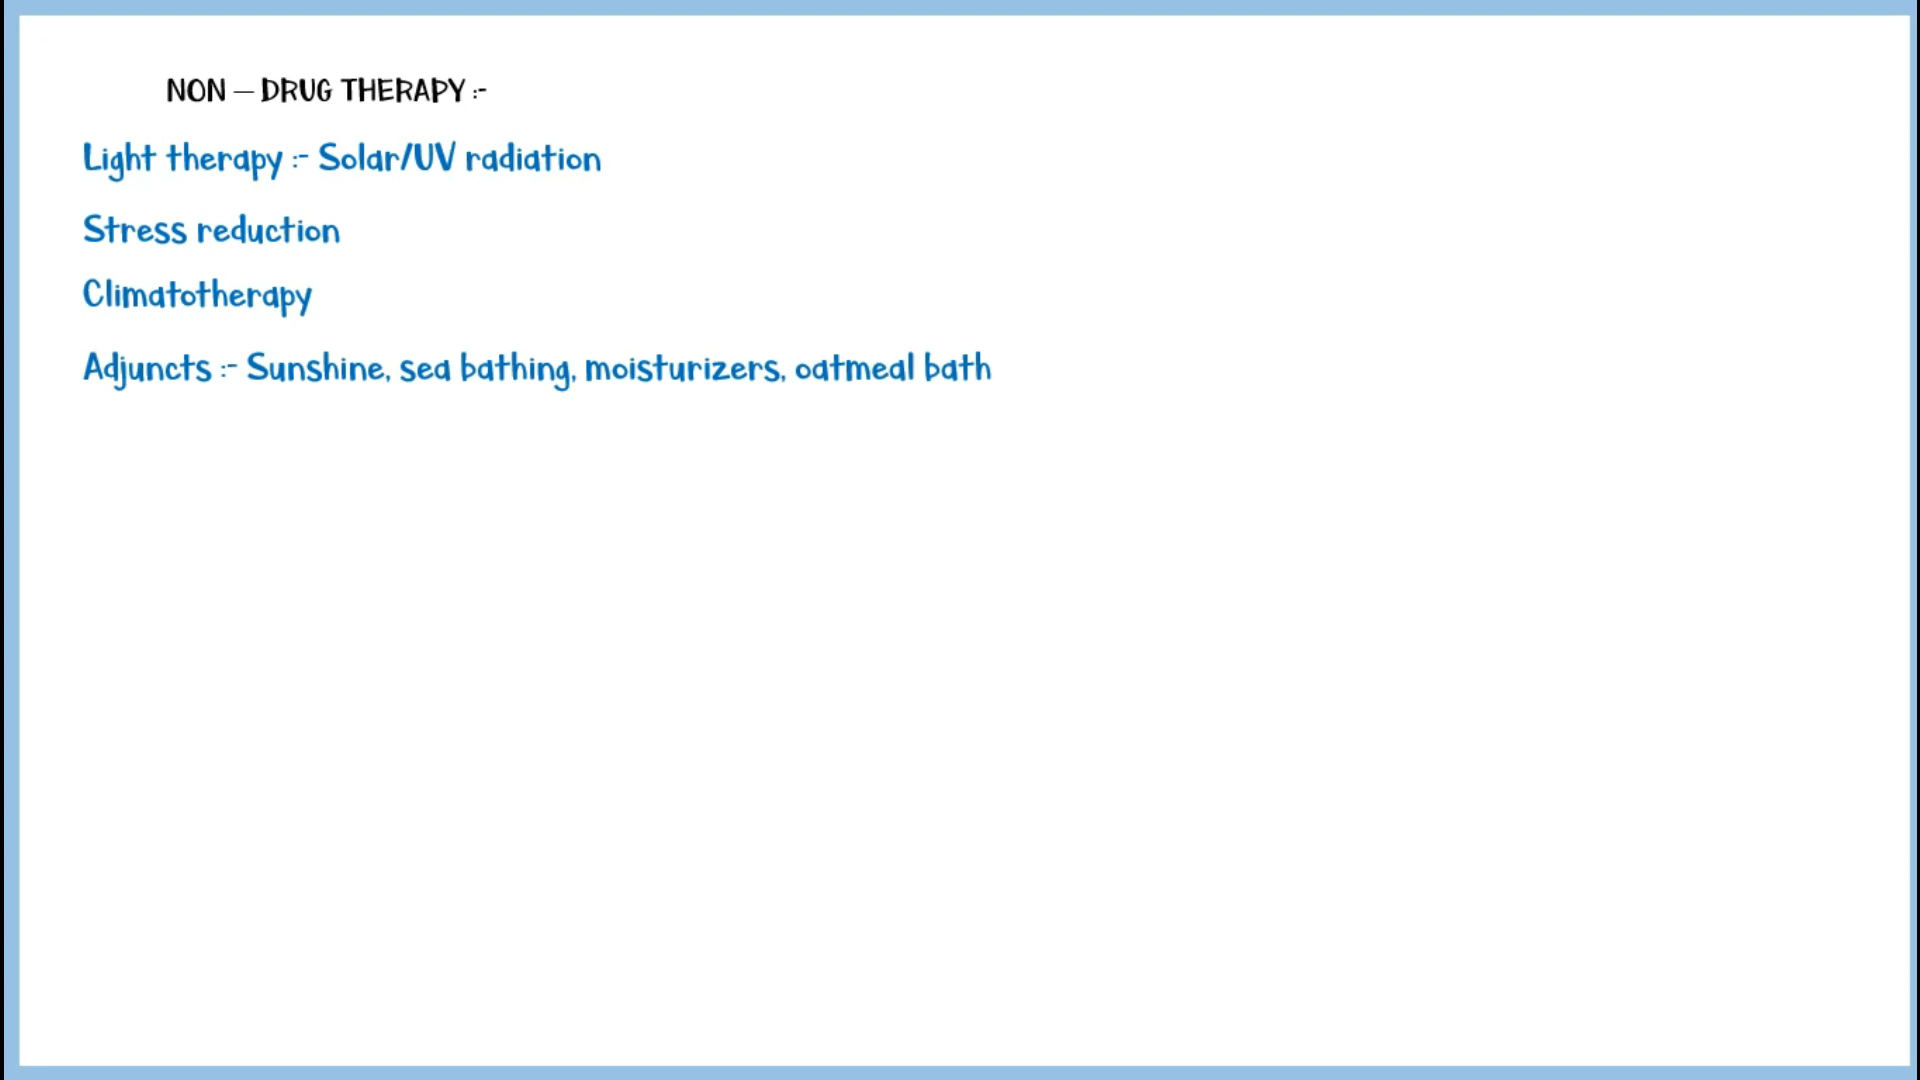 NON – DRUG THERAPY :-
Light therapy :- Solar/UV radiation
Stress reduction
Climatotherapy
Adjuncts :- Sunshine, sea bathing, moisturizers, oatmeal bath